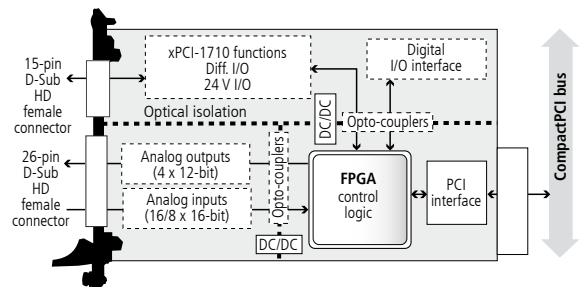 15-pin
D-Sub
HD
female
connector
xPCI-1710 functions
Diff. I/O
24 V I/O
Digital
I/O interface
Optical isolation
DC/DC
Opto-couplers
26-pin
D-Sub
HD
female
connector
Analog outputs
(4 x 12-bit)
Analog inputs
(16/8 x 16-bit)
Opto-couplers
DC/DC
FPGA
control
logic
PCI
interface
CompactPCI bus